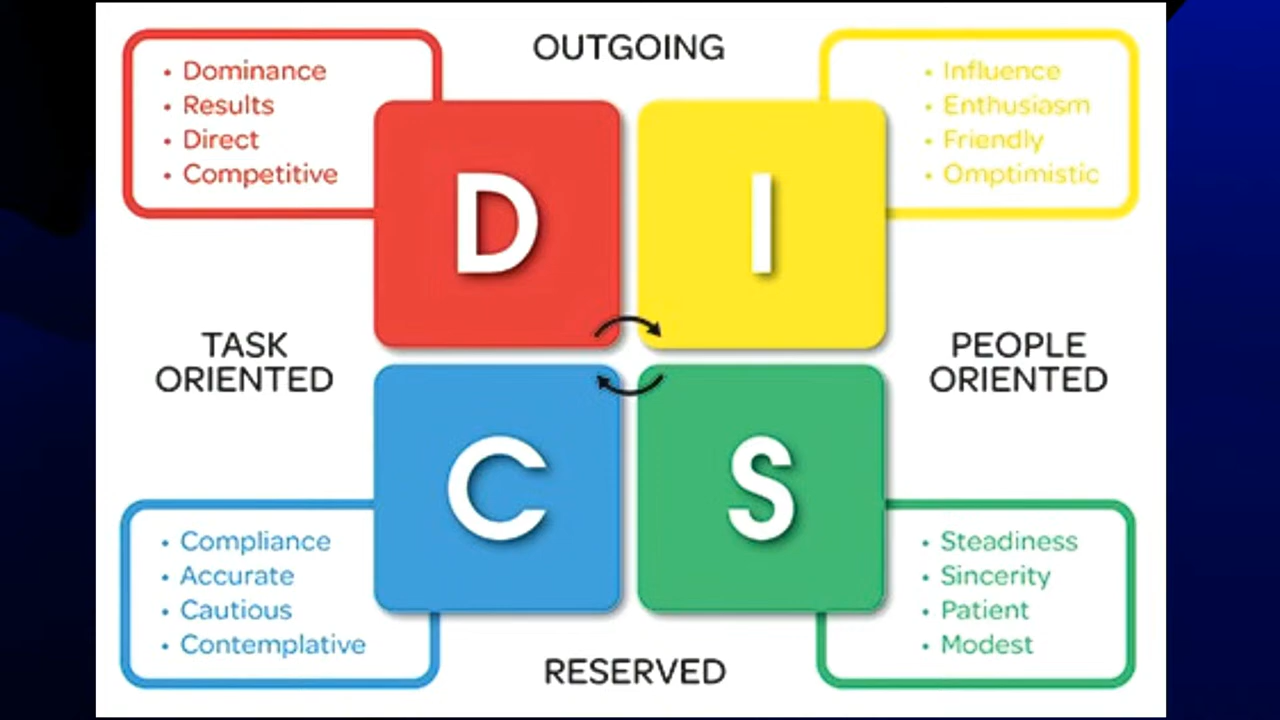 OUTGOING
• Dominance
• Results
• Direct
• Competitive
• Influence
• Enthusiasm
• Friendly
• Omptimistic
D
I
TASK
ORIENTED
PEOPLE
ORIENTED
C
S
• Compliance
• Accurate
• Cautious
• Contemplative
• Steadiness
• Sincerity
• Patient
• Modest
RESERVED